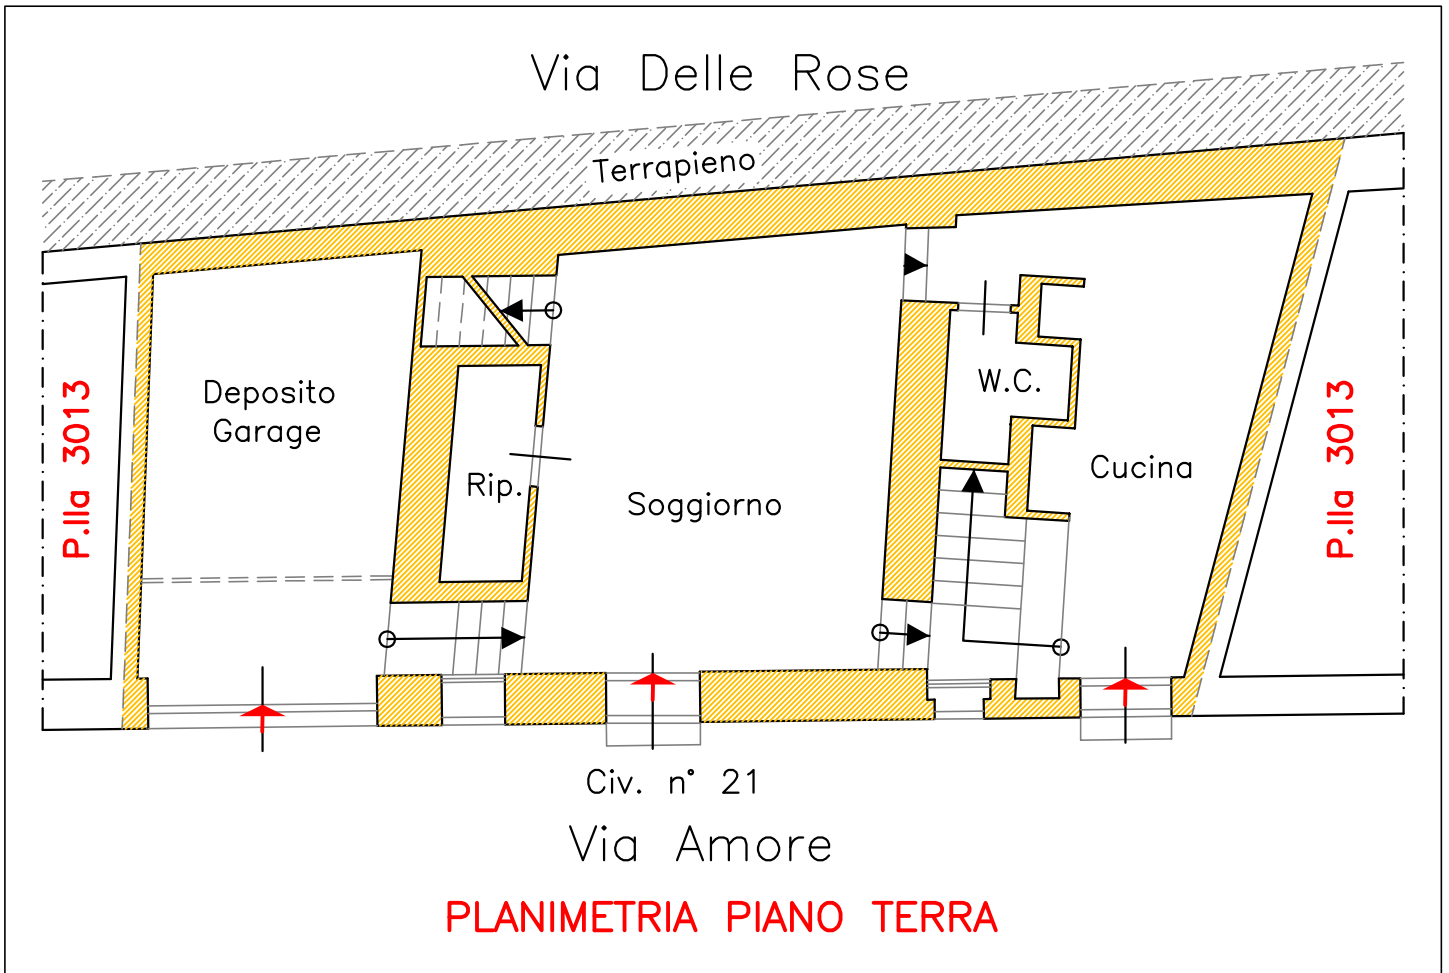 Via Delle Rose
Terrapieno
P.lla 3013
Deposito
Garage
Rip.
Soggiorno
W.C.
Cucina
P.lla 3013
Civ. n° 21
Via Amore
PLANIMETRIA PIANO TERRA